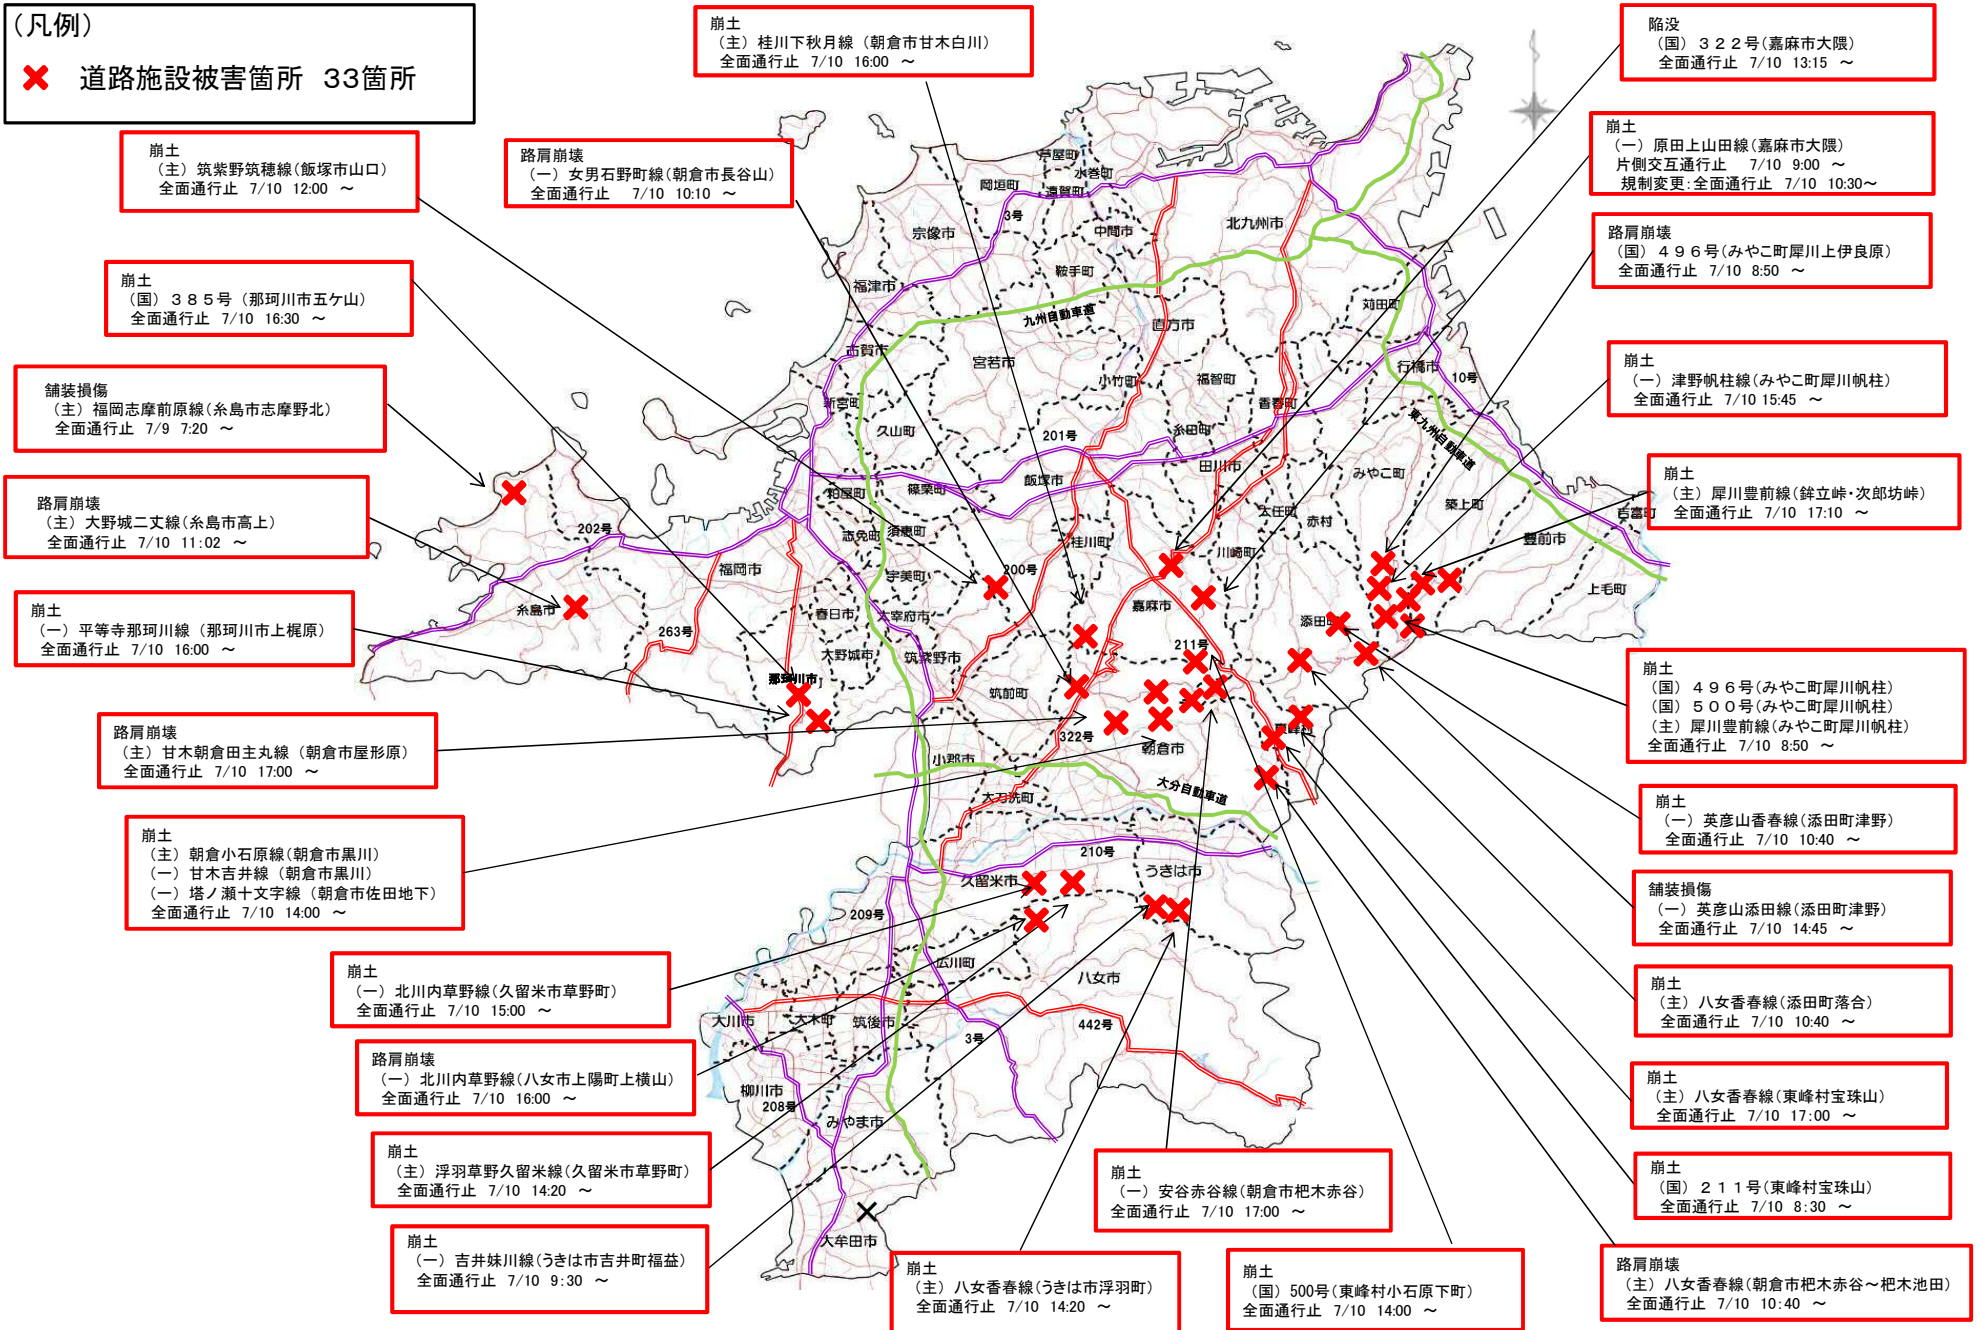 (凡例)
道路施設被害箇所 33箇所
崩土
(主) 桂川下秋月線 (朝倉市甘木白川)
全面通行止 7/10 16:00 ～
陥没
(国) 322号(嘉麻市大隈)
全面通行止 7/10 13:15 ～
崩土
(主) 筑紫野筑穂線(飯塚市山口)
全面通行止 7/10 12:00 ～
路肩崩壊
(一) 女男石野町線(朝倉市長谷山)
全面通行止 7/10 10:10 ～
崩土
(一) 原田上山田線(嘉麻市大隈)
片側交互通行止 7/10 9:00 ～
規制変更:全面通行止 7/10 10:30～
路肩崩壊
(国) 496号(みやこ町犀川上伊良原)
全面通行止 7/10 8:50 ～
崩土
(国) 385号 (那珂川市五ケ山)
全面通行止 7/10 16:30 ～
崩土
(一) 津野帆柱線(みやこ町犀川帆柱)
全面通行止 7/10 15:45 ～
舗装損傷
(主) 福岡志摩前原線(糸島市志摩野北)
全面通行止 7/9 7:20 ～
崩土
(主) 犀川豊前線(鉾立峠・次郎坊峠)
全面通行止 7/10 17:10 ～
路肩崩壊
(主) 大野城二丈線(糸島市高上)
全面通行止 7/10 11:02 ～
崩土
(一) 平等寺那珂川線 (那珂川市上梶原)
全面通行止 7/10 16:00 ～
崩土
(国) 496号(みやこ町犀川帆柱)
(国) 500号(みやこ町犀川帆柱)
(主) 犀川豊前線(みやこ町犀川帆柱)
全面通行止 7/10 8:50 ～
路肩崩壊
(主) 甘木朝倉田主丸線 (朝倉市屋形原)
全面通行止 7/10 17:00 ～
崩土
(一) 英彦山香春線(添田町津野)
全面通行止 7/10 10:40 ～
崩土
(主) 朝倉小石原線(朝倉市黒川)
(一) 甘木吉井線 (朝倉市黒川)
(一) 塔ノ瀬十文字線 (朝倉市佐田地下)
全面通行止 7/10 14:00 ～
舗装損傷
(一) 英彦山添田線(添田町津野)
全面通行止 7/10 14:45 ～
崩土
(一) 北川内草野線(久留米市草野町)
全面通行止 7/10 15:00 ～
崩土
(主) 八女香春線(添田町落合)
全面通行止 7/10 10:40 ～
路肩崩壊
(一) 北川内草野線(八女市上陽町上横山)
全面通行止 7/10 16:00 ～
崩土
(主) 八女香春線(東峰村宝珠山)
全面通行止 7/10 17:00 ～
崩土
(主) 浮羽草野久留米線(久留米市草野町)
全面通行止 7/10 14:20 ～
崩土
(一) 安谷赤谷線(朝倉市杷木赤谷)
全面通行止 7/10 17:00 ～
崩土
(国) 211号(東峰村宝珠山)
全面通行止 7/10 8:30 ～
崩土
(一) 吉井妹川線(うきは市吉井町福益)
全面通行止 7/10 9:30 ～
崩土
(主) 八女香春線(うきは市浮羽町)
全面通行止 7/10 14:20 ～
崩土
(国) 500号(東峰村小石原下町)
全面通行止 7/10 14:00 ～
路肩崩壊
(主) 八女香春線(朝倉市杷木赤谷～杷木池田)
全面通行止 7/10 10:40 ～
芦屋町
水巻町
岡垣町
遠賀町
3号
宗像市
中間市
北九州市
鞍手町
福津市
苅田町
九州自動車道
直方市
古賀市
宮若市
行橋市
10号
小竹町
福智町
新宮町
香春町
久山町
糸田町
201号
東九州自動車道
田川市
みやこ町
飯塚市
粕屋町
篠栗町
築上町
吉富町
大任町
赤村
202号
志免町
須恵町
桂川町
豊前市
川崎町
福岡市
宇美町
200号
上毛町
糸島市
春日市
太宰府市
嘉麻市
添田町
263号
大野城市
筑紫野市
211号
那珂川市
筑前町
東峰村
322号
朝倉市
小郡市
大分自動車道
大刀洗町
210号
うきは市
久留米市
209号
広川町
八女市
大川市
大木町
筑後市
3号
442号
柳川市
208号
みやま市
大牟田市